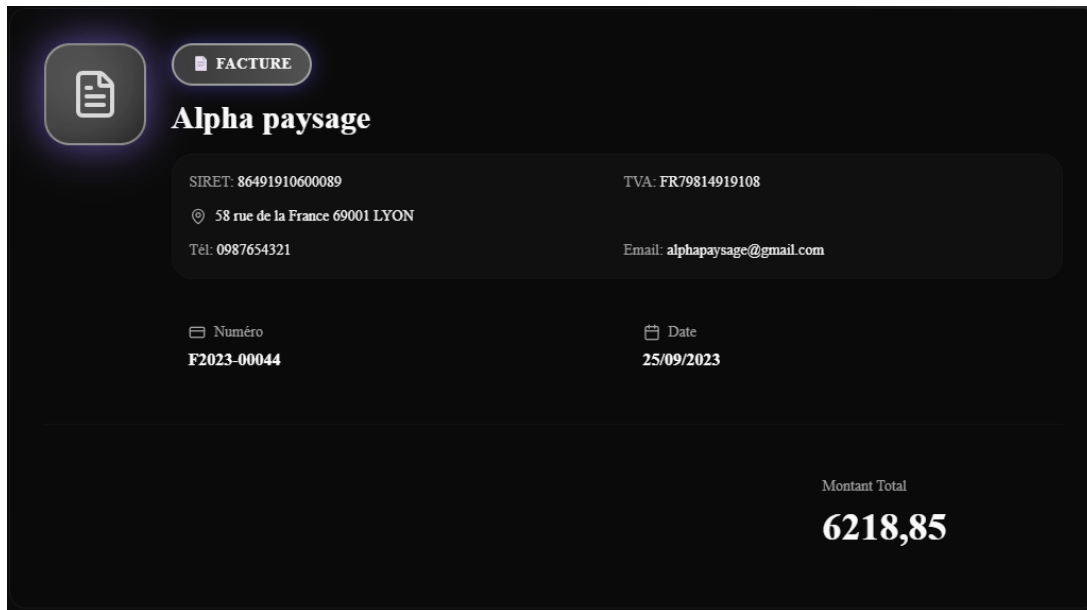 FACTURE
Alpha paysage
SIRET: 86491910600089 TVA: FR79814919108
58 rue de la France 69001 LYON
Tél: 0987654321 Email: alphapaysage@gmail.com
Numéro Date
F2023-00044 25/09/2023
Montant Total
6218,85